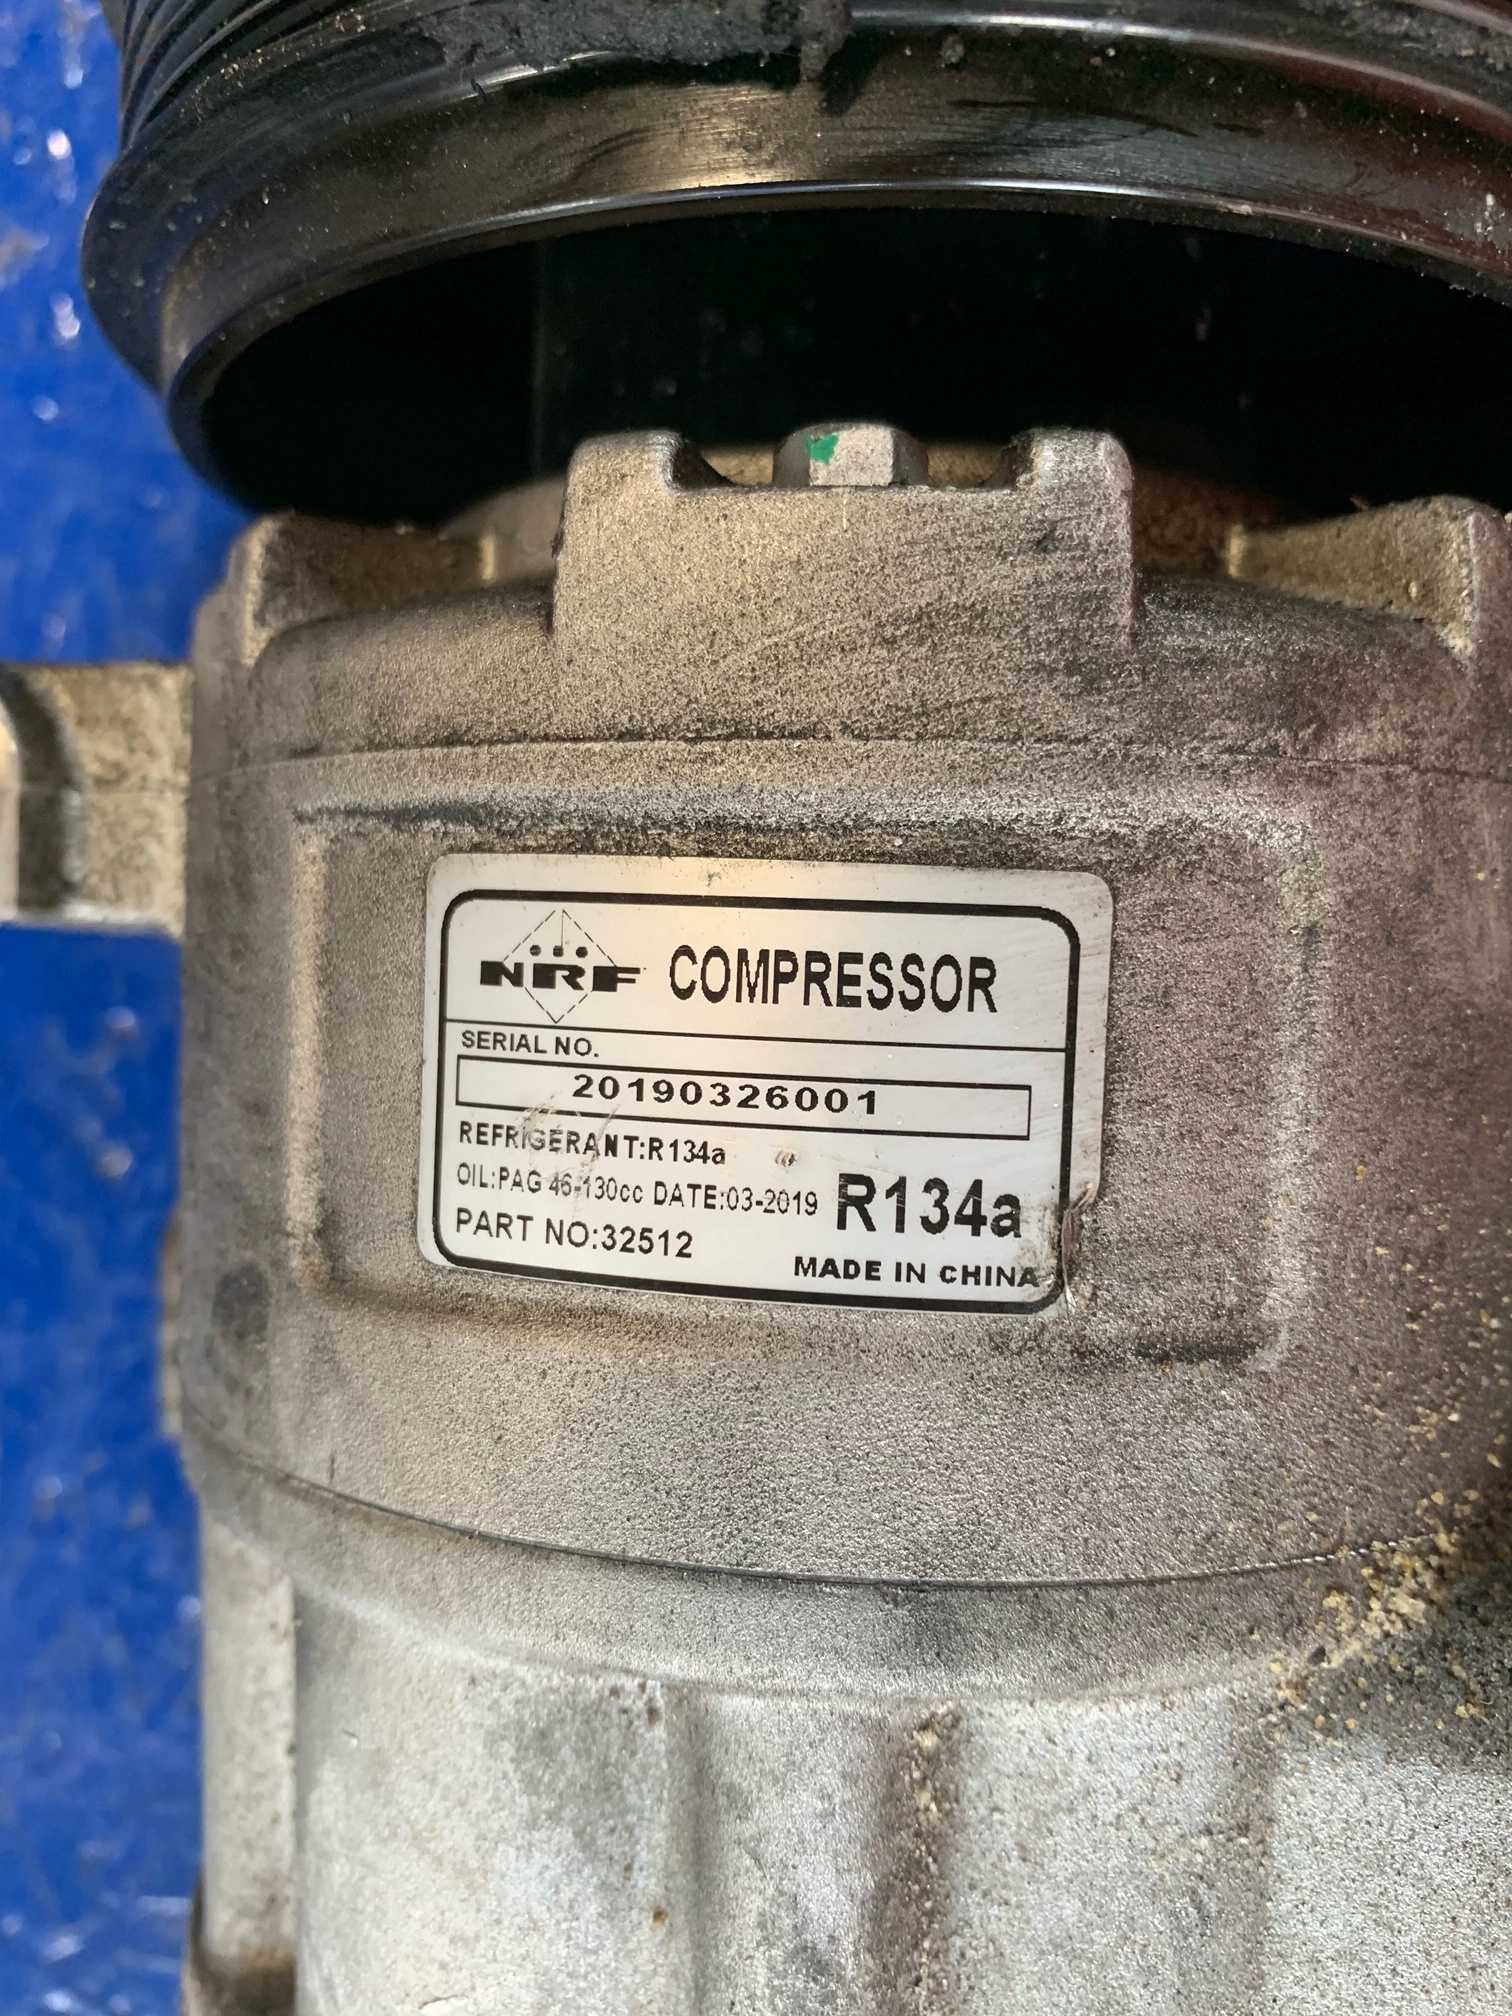 NRF COMPRESSOR
SERIAL NO.
20190326001
REFRIGERANT:R134a
OIL:PAG 46-130cc DATE:03-2019
R134a
PART NO:32512
MADE IN CHINA